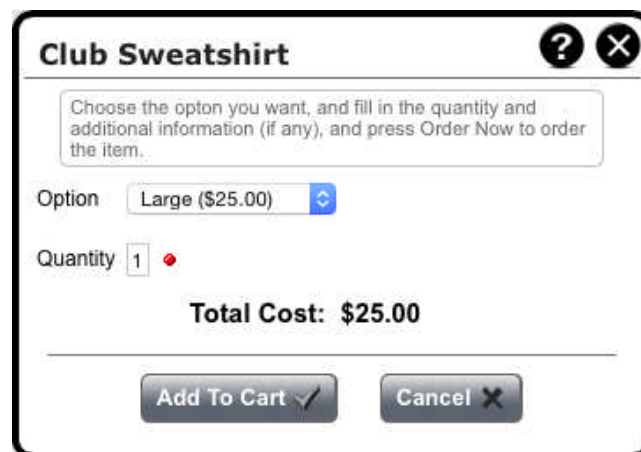 Club Sweatshirt ?
Choose the opton you want, and fill in the quantity and
additional information (if any), and press Order Now to order
the item.
Option Large ($25.00)
Quantity 1
Total Cost: $25.00
Add To Cart Cancel